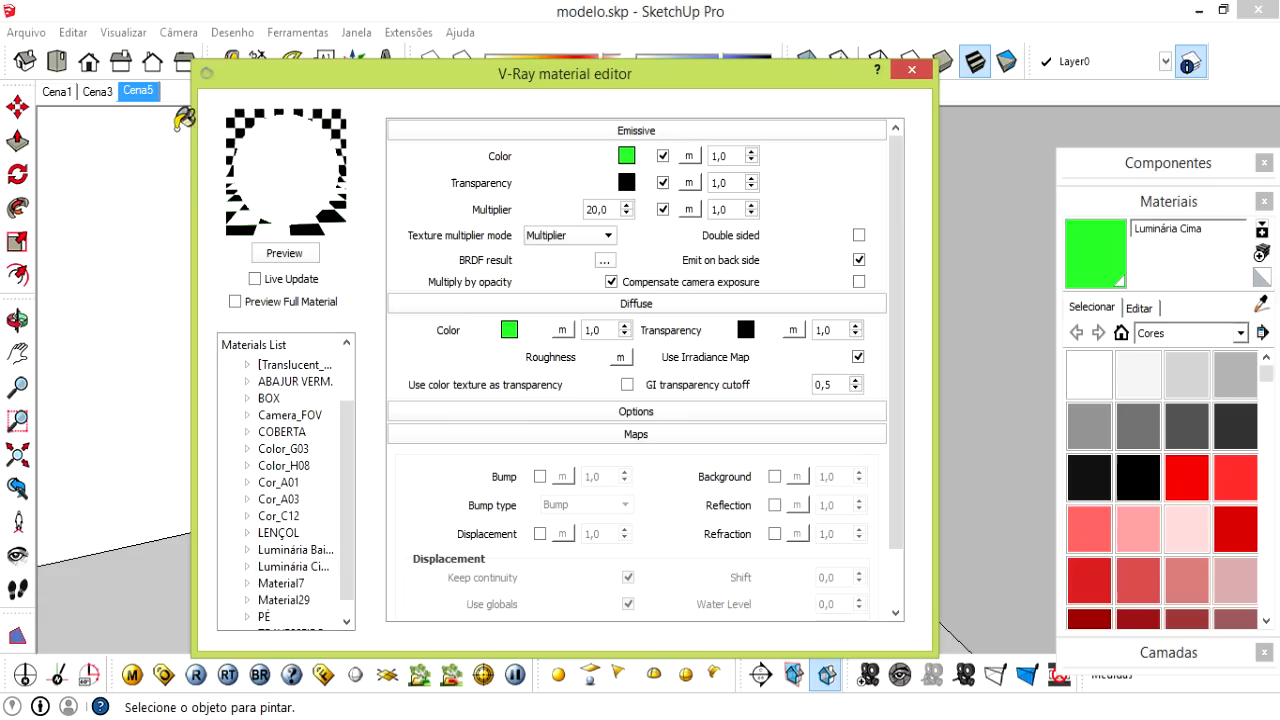 modelo.skp - SketchUp Pro
Arquivo Editar Visualizar Câmera Desenho Ferramentas Janela Extensões Ajuda
Layer0
Cena1 Cena3 Cena5
V-Ray material editor
?
Preview
Live Update
Preview Full Material
Materials List
[Translucent_...
ABAJUR VERM.
BOX
Camera_FOV
COBERTA
Color_G03
Color_H08
Cor_A01
Cor_A03
Cor_C12
LENÇOL
Luminária Bai...
Luminária Ci...
Material7
Material29
PÉ
Emissive
Color m 1,0
Transparency m 1,0
Multiplier 20,0 m 1,0
Texture multiplier mode Multiplier Double sided
BRDF result ... Emit on back side
Multiply by opacity Compensate camera exposure
Diffuse
Color m 1,0 Transparency m 1,0
Roughness m Use Irradiance Map
Use color texture as transparency GI transparency cutoff 0,5
Options
Maps
Bump m 1,0 Background m 1,0
Bump type Bump Reflection m 1,0
Displacement m 1,0 Refraction m 1,0
Displacement
Keep continuity Shift 0,0
Use globals Water Level 0,0
Componentes
Materiais
Luminária Cima
Selecionar Editar
Cores
Camadas
M O R RT BR ?
Selecione o objeto para pintar.